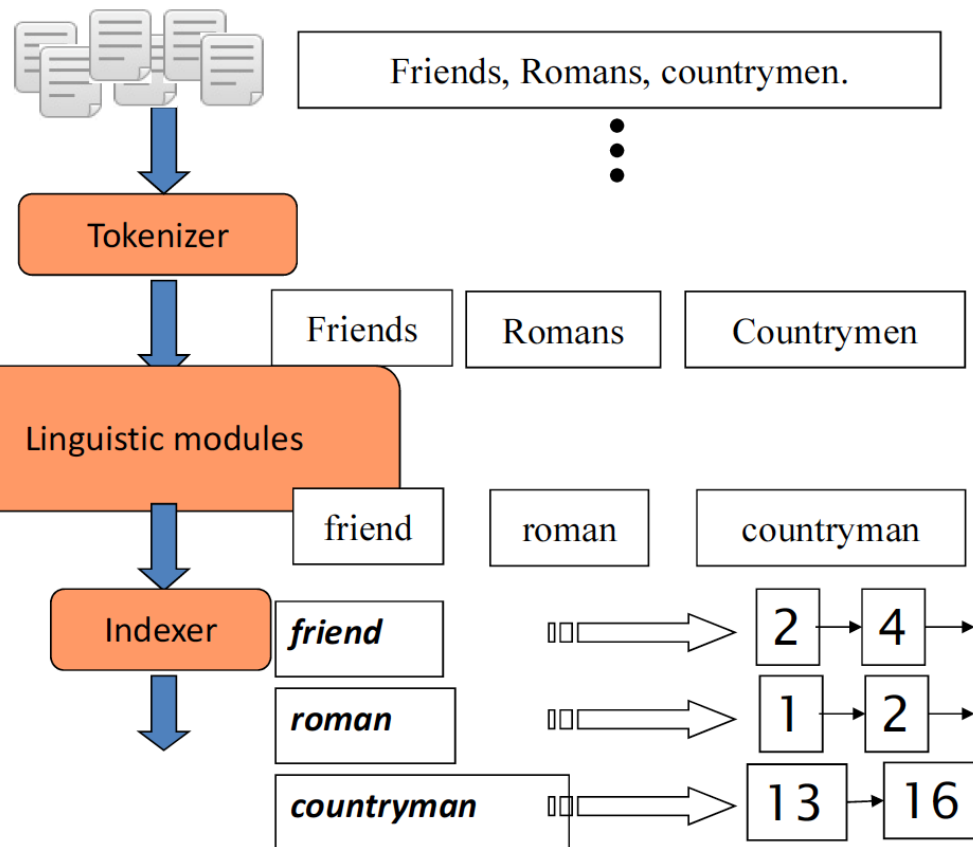 Friends, Romans, countrymen.
Tokenizer
Friends Romans Countrymen
Linguistic modules
friend roman countryman
Indexer
friend 2 4
roman 1 2
countryman 13 16